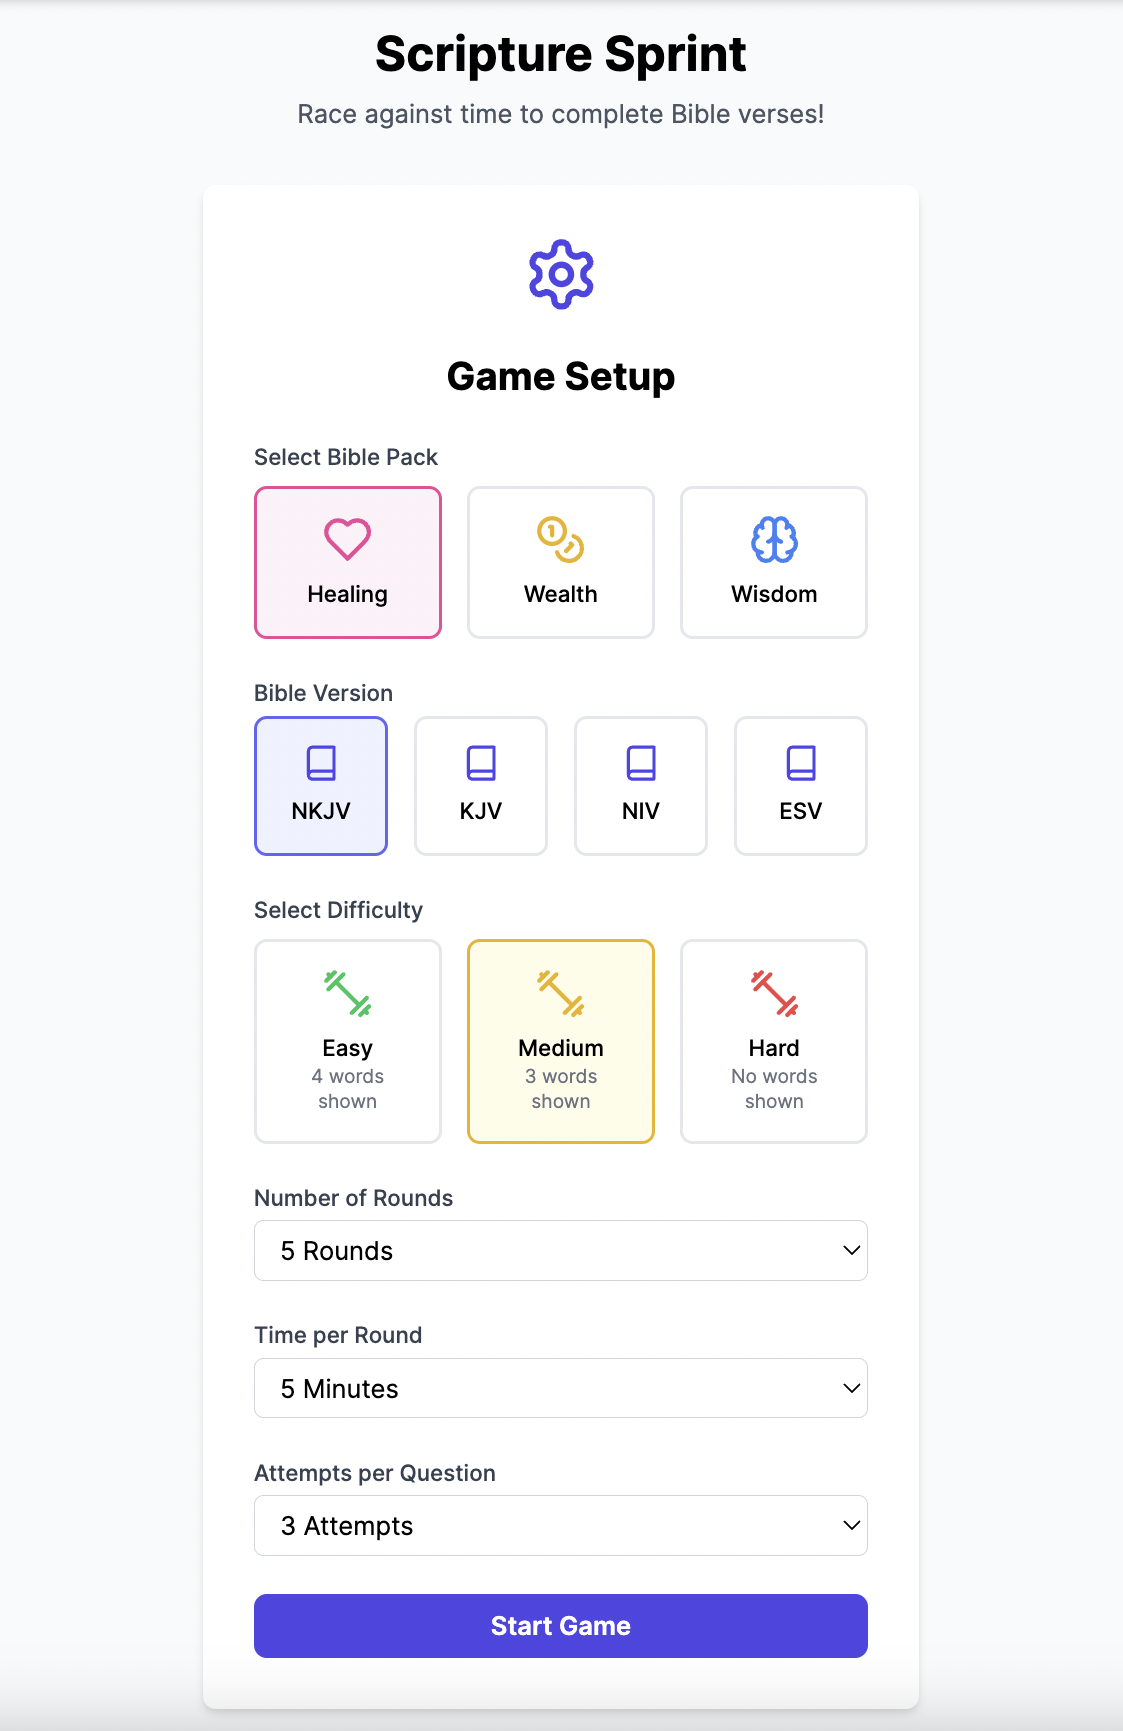 Scripture Sprint
Race against time to complete Bible verses!
Game Setup
Select Bible Pack
Healing
Wealth
Wisdom
Bible Version
NKJV
KJV
NIV
ESV
Select Difficulty
Easy
4 words
shown
Medium
3 words
shown
Hard
No words
shown
Number of Rounds
5 Rounds
Time per Round
5 Minutes
Attempts per Question
3 Attempts
Start Game